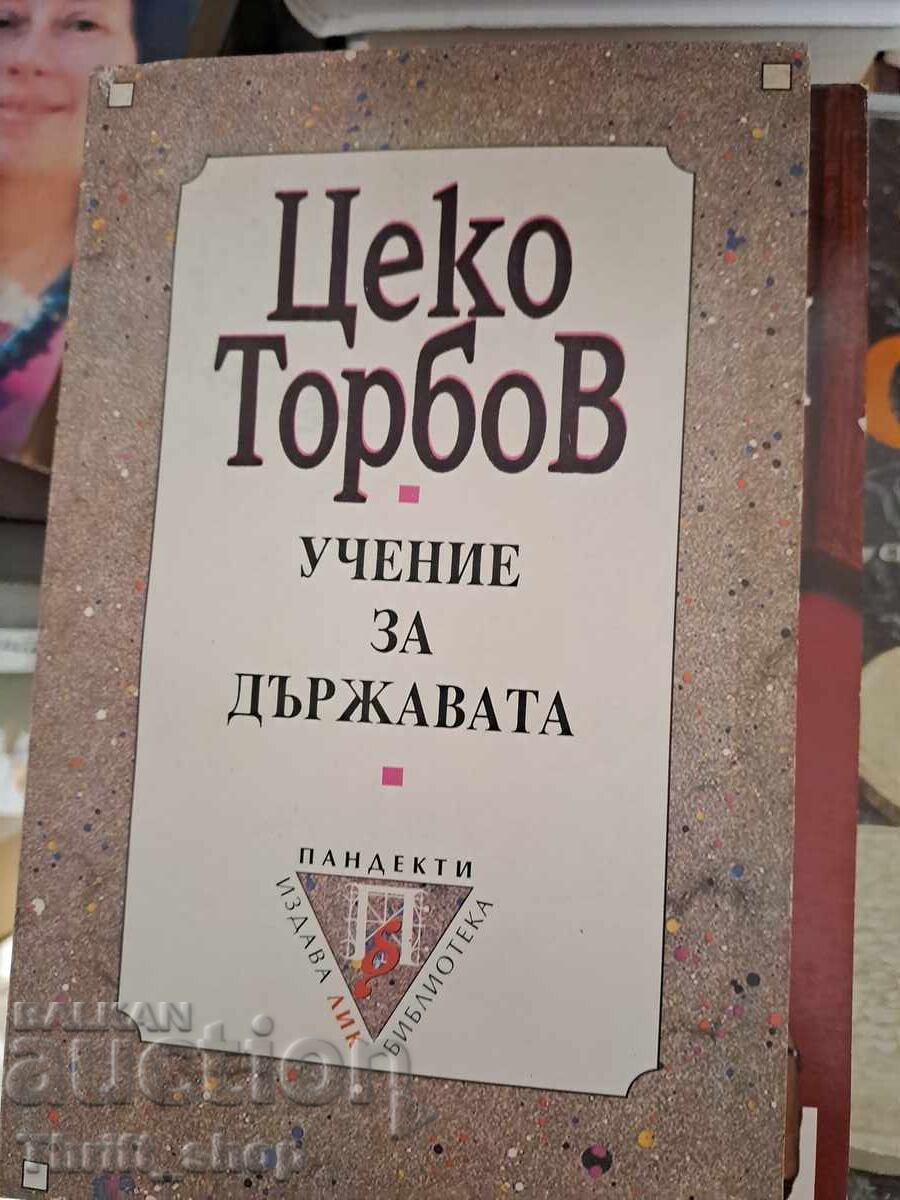 Цеко
Торбов
УЧЕНИЕ
ЗА
ДЪРЖАВАТА
ПАНДЕКТИ
ИЗДАВА ЛИК
БИБЛИОТЕКА
BALKAN
auction
Thrift_shop